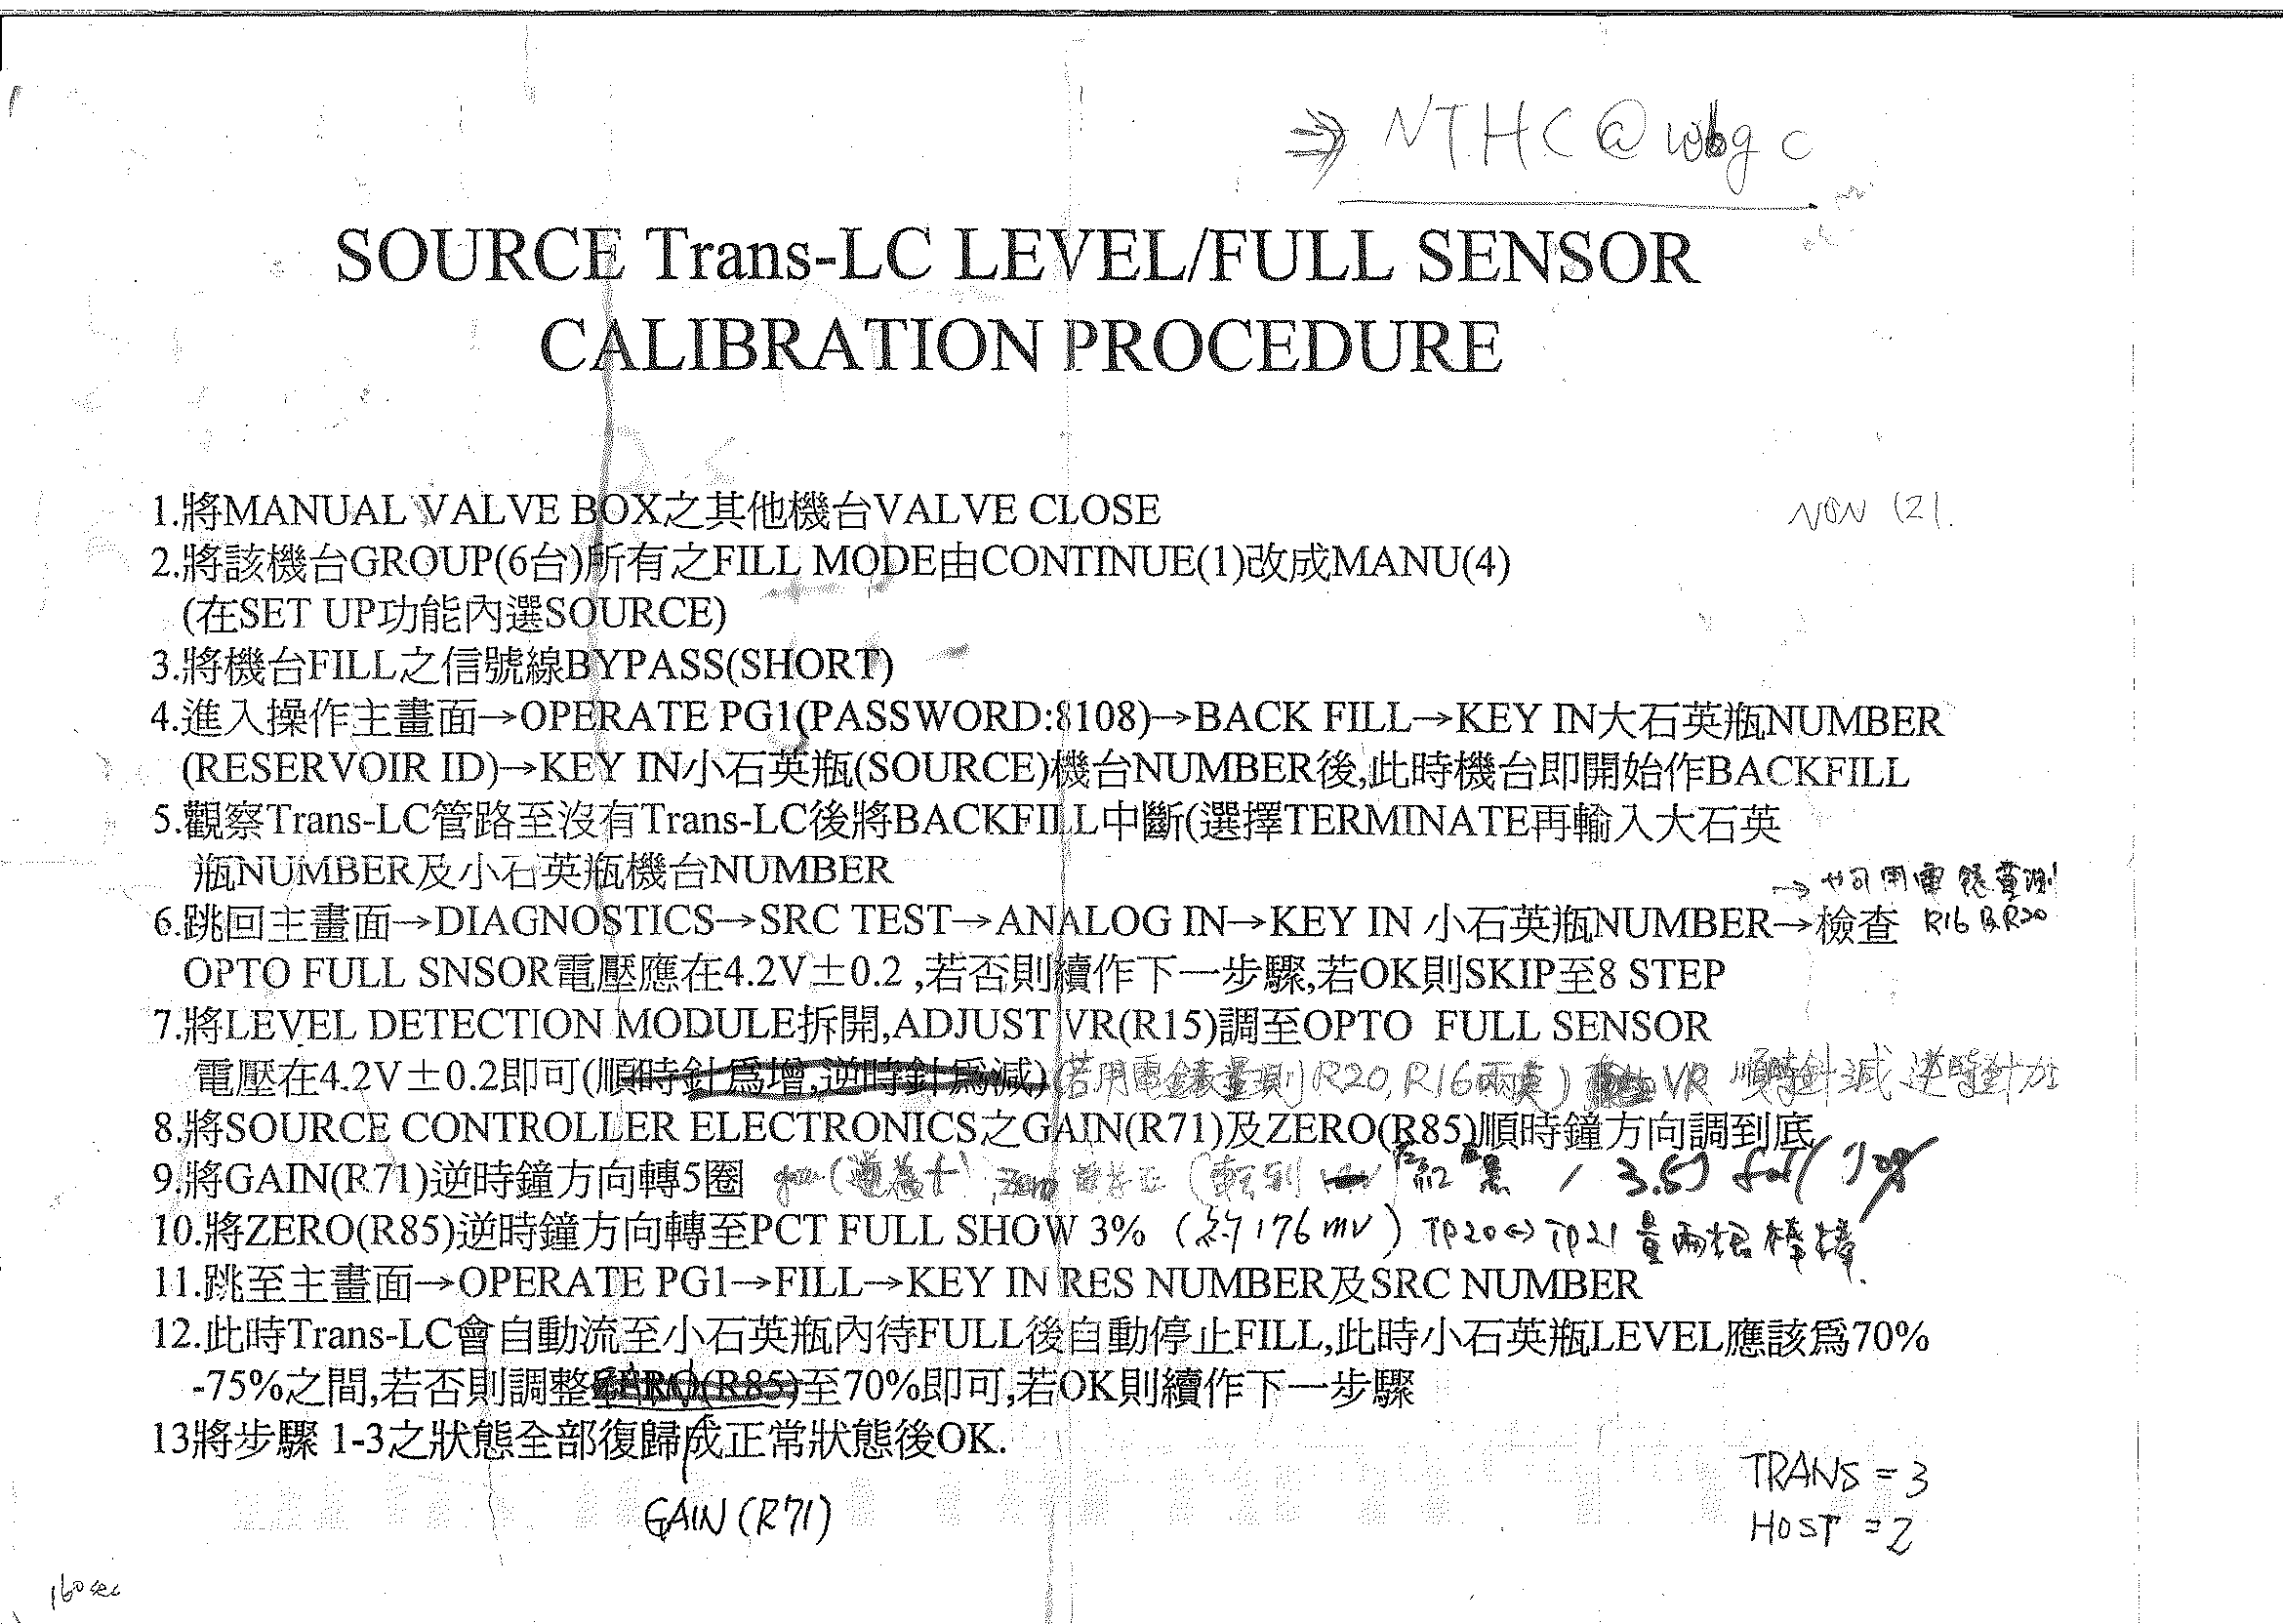 SOURCE Trans-LC LEVEL/FULL SENSOR
CALIBRATION PROCEDURE
1.將MANUAL VALVE BOX之其他機台VALVE CLOSE
2.將該機台GROUP(6台)所有之FILL MODE由CONTINUE(1)改成MANU(4)
(在SET UP功能內選SOURCE)
3.將機台FILL之信號線BYPASS(SHORT)
4.進入操作主畫面→OPERATE PG1(PASSWORD:8108)→BACK FILL→KEY IN大石英瓶NUMBER
(RESERVOIR ID)→KEY IN小石英瓶(SOURCE)機台NUMBER後,此時機台即開始作BACKFILL
5.觀察Trans-LC管路至沒有Trans-LC後將BACKFILL中斷(選擇TERMINATE再輸入大石英
瓶NUMBER及小石英瓶機台NUMBER
→ 也可用電錶量測
6.跳回主畫面→DIAGNOSTICS→SRC TEST→ANALOG IN→KEY IN 小石英瓶NUMBER→檢查 R16 R20
OPTO FULL SNSOR電壓應在4.2V±0.2 ,若否則續作下一步驟,若OK則SKIP至8 STEP
7.將LEVEL DETECTION MODULE拆開,ADJUST VR(R15)調至OPTO FULL SENSOR
電壓在4.2V±0.2即可(順時針爲增,逆時針爲減)(若用電錶量測R20,R16兩點) VR 順時針減 逆時針加
8.將SOURCE CONTROLLER ELECTRONICS之GAIN(R71)及ZERO(R85)順時鐘方向調到底
9.將GAIN(R71)逆時鐘方向轉5圈
10.將ZERO(R85)逆時鐘方向轉至PCT FULL SHOW 3% (約176mV) TP20↔TP21 量兩根棒棒
11.跳至主畫面→OPERATE PG1→FILL→KEY IN RES NUMBER及SRC NUMBER
12.此時Trans-LC會自動流至小石英瓶內待FULL後自動停止FILL,此時小石英瓶LEVEL應該爲70%
-75%之間,若否則調整ZERO(R85)至70%即可,若OK則續作下一步驟
13將步驟 1-3之狀態全部復歸成正常狀態後OK.
GAIN (R71)
TRANS = 3
HOST = 2
160 sec